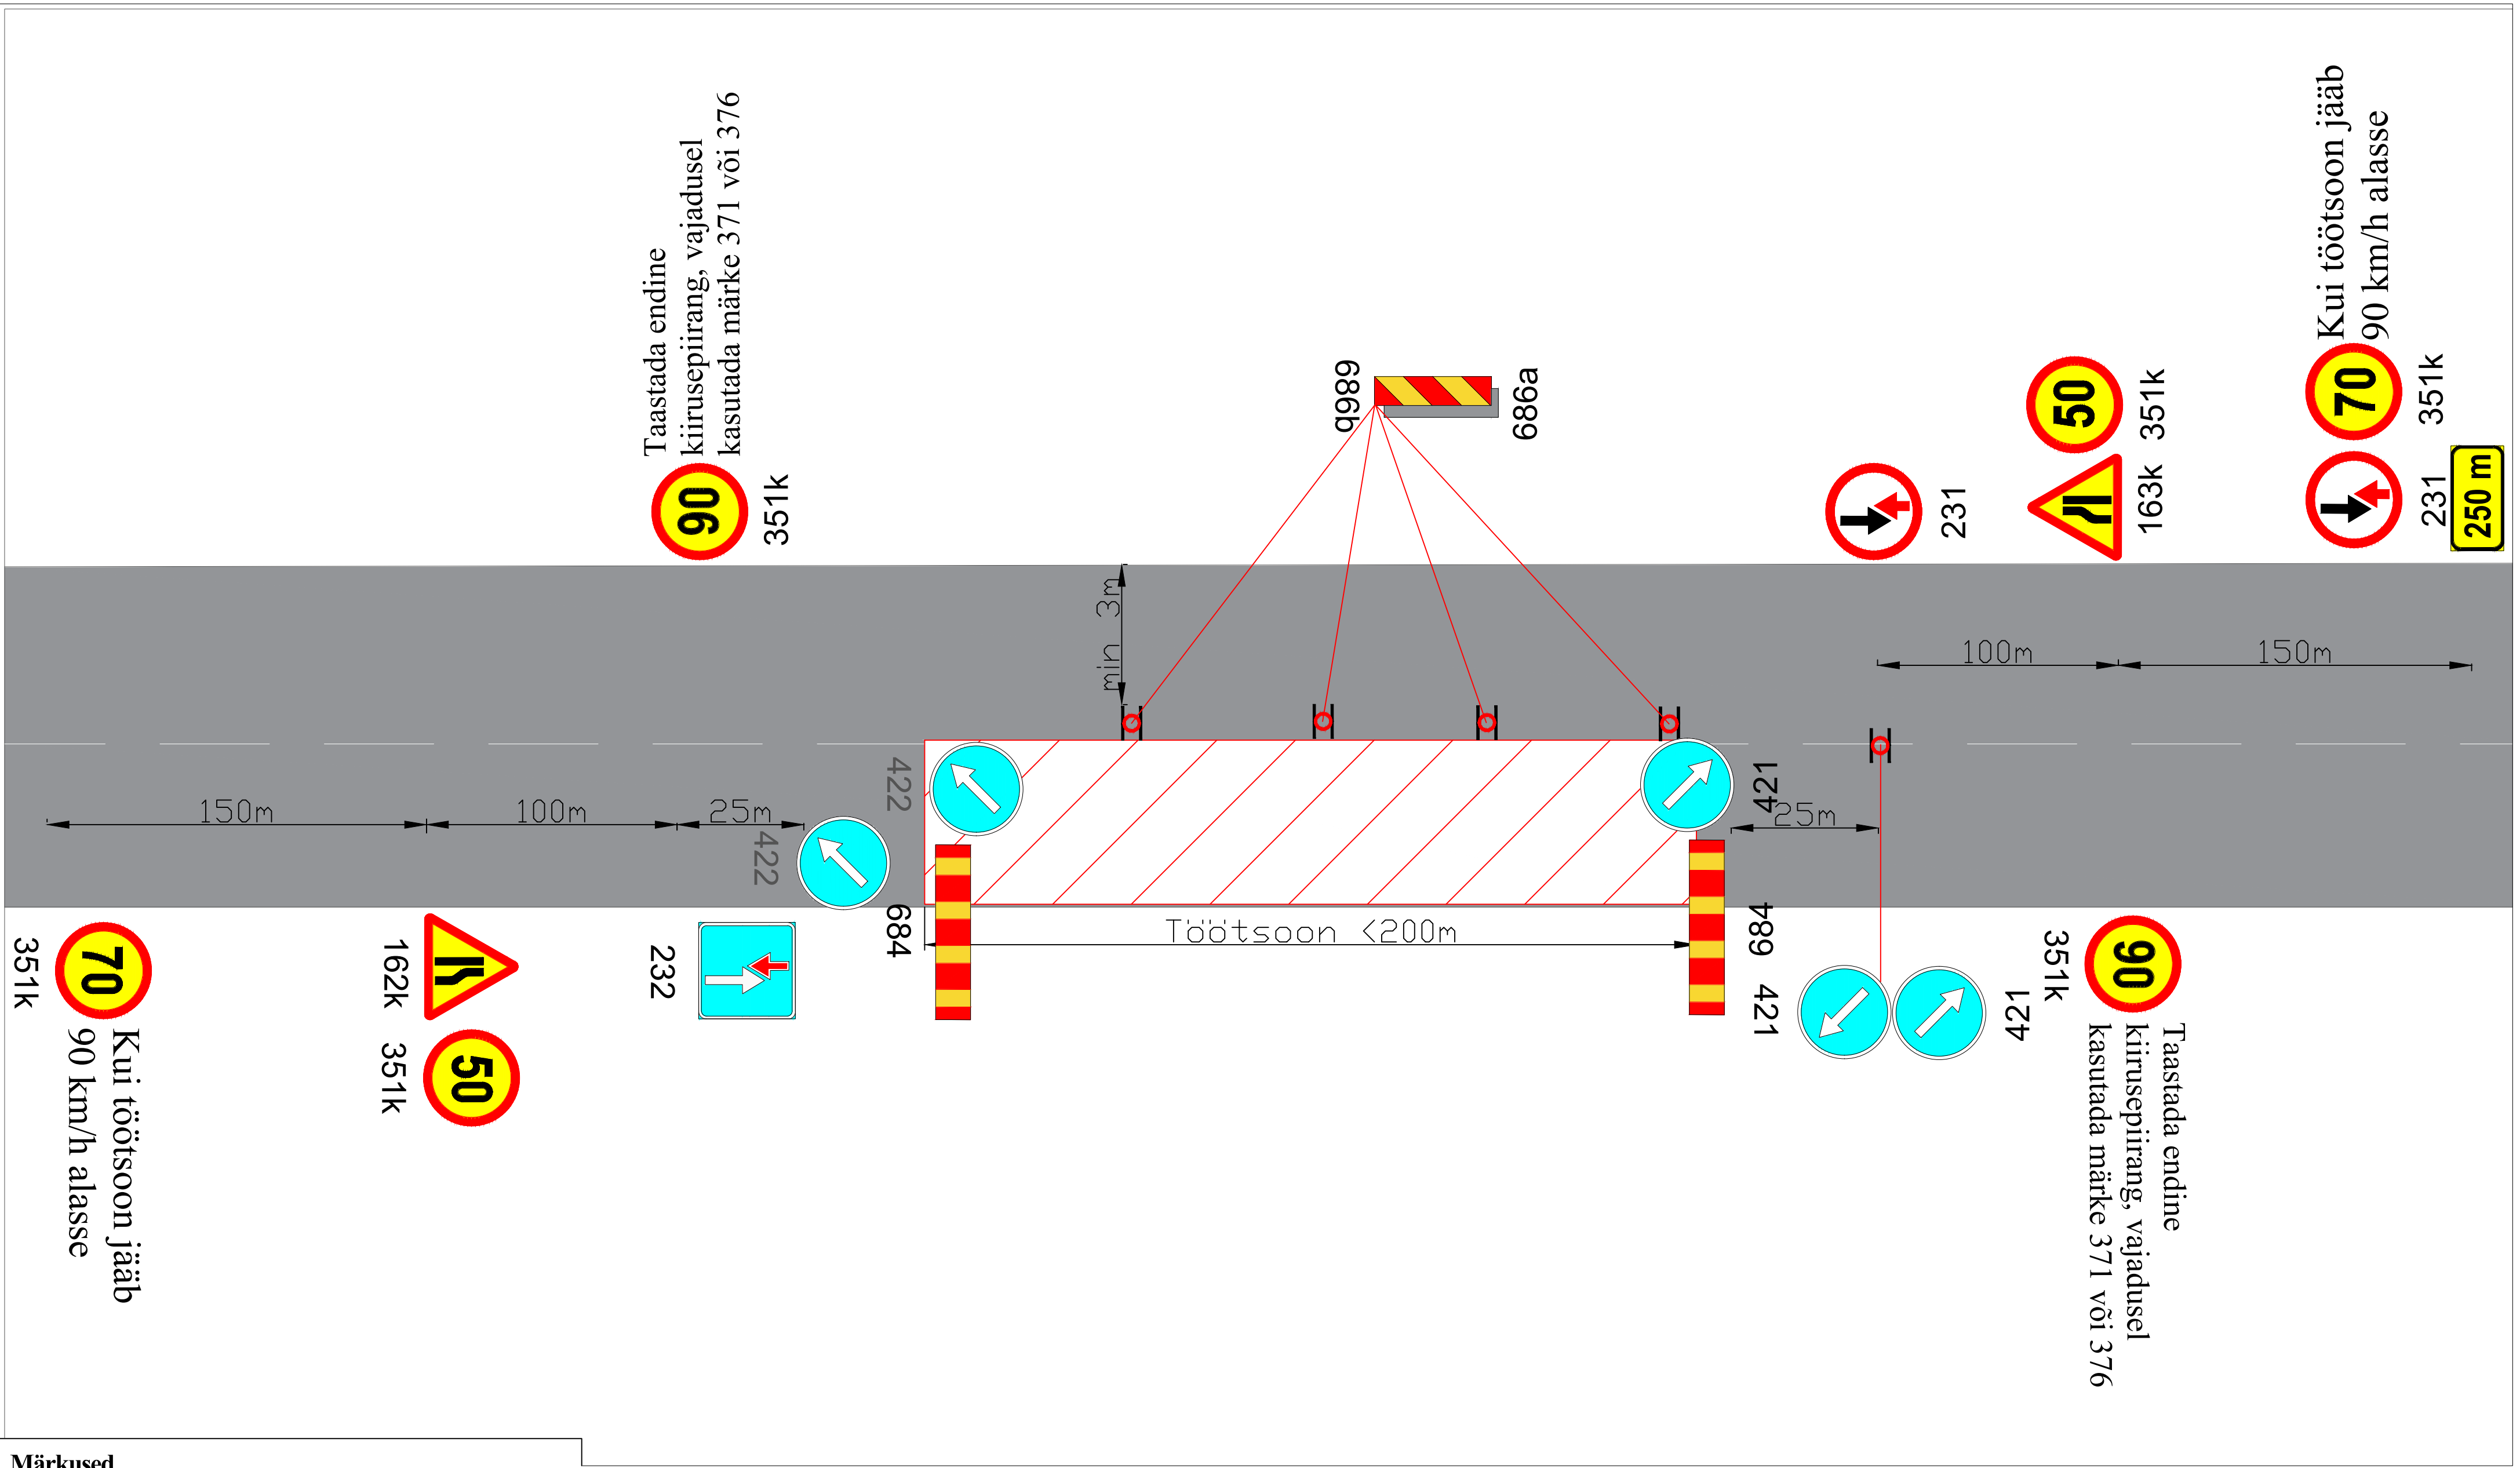 Taastada endine
kiirusepiirang, vajadusel
kasutada märke 371 või 376
90
351k
686b
686a
231
50
351k
163k
Kui töötsoon jääb
90 km/h alasse
70
351k
231
250 m
min 3m
100m
150m
150m
100m
25m
422
422
421
25m
684
Töötsoon <200m
684
421
421
351k
90
Taastada endine
kiirusepiirang, vajadusel
kasutada märke 371 või 376
351k
70
Kui töötsoon jääb
90 km/h alasse
162k
351k
50
232
Märkused